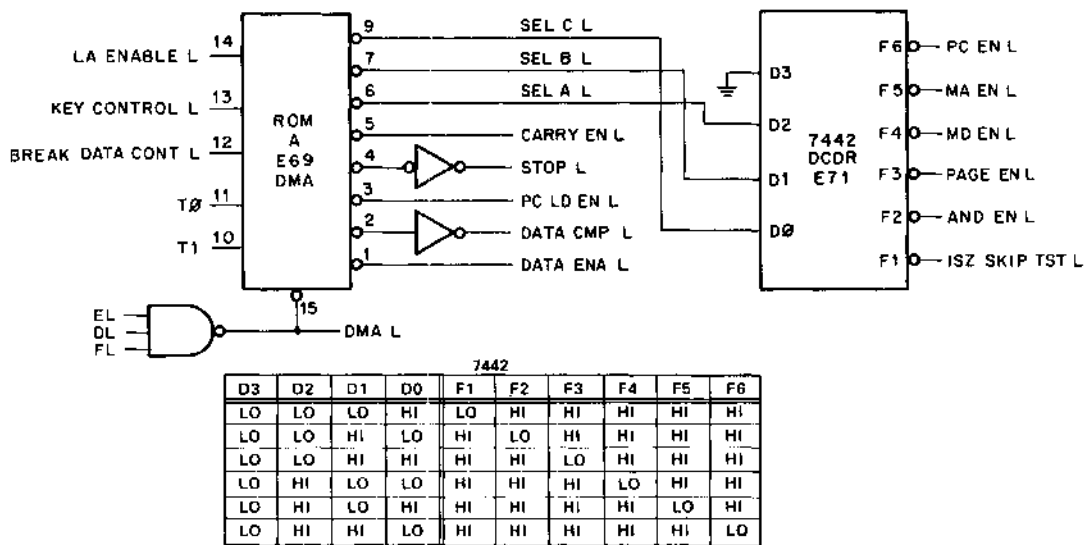 LA ENABLE L 14
KEY CONTROL L 13
BREAK DATA CONT L 12
TØ 11
T1 10
ROM
A
E69
DMA
9 SEL C L
7 SEL B L
6 SEL A L
5 CARRY EN L
4 STOP L
3 PC LD EN L
2 DATA CMP L
1 DATA ENA L
15
EL
DL
FL
DMA L
D3
D2
D1
DØ
7442
DCDR
E71
F6 PC EN L
F5 MA EN L
F4 MD EN L
F3 PAGE EN L
F2 AND EN L
F1 ISZ SKIP TST L
7442
D3 D2 D1 D0 F1 F2 F3 F4 F5 F6
LO LO LO HI LO HI HI HI HI HI
LO LO HI LO HI LO HI HI HI HI
LO LO HI HI HI HI LO HI HI HI
LO HI LO LO HI HI HI LO HI HI
LO HI LO HI HI HI HI HI LO HI
LO HI HI LO HI HI HI HI HI LO